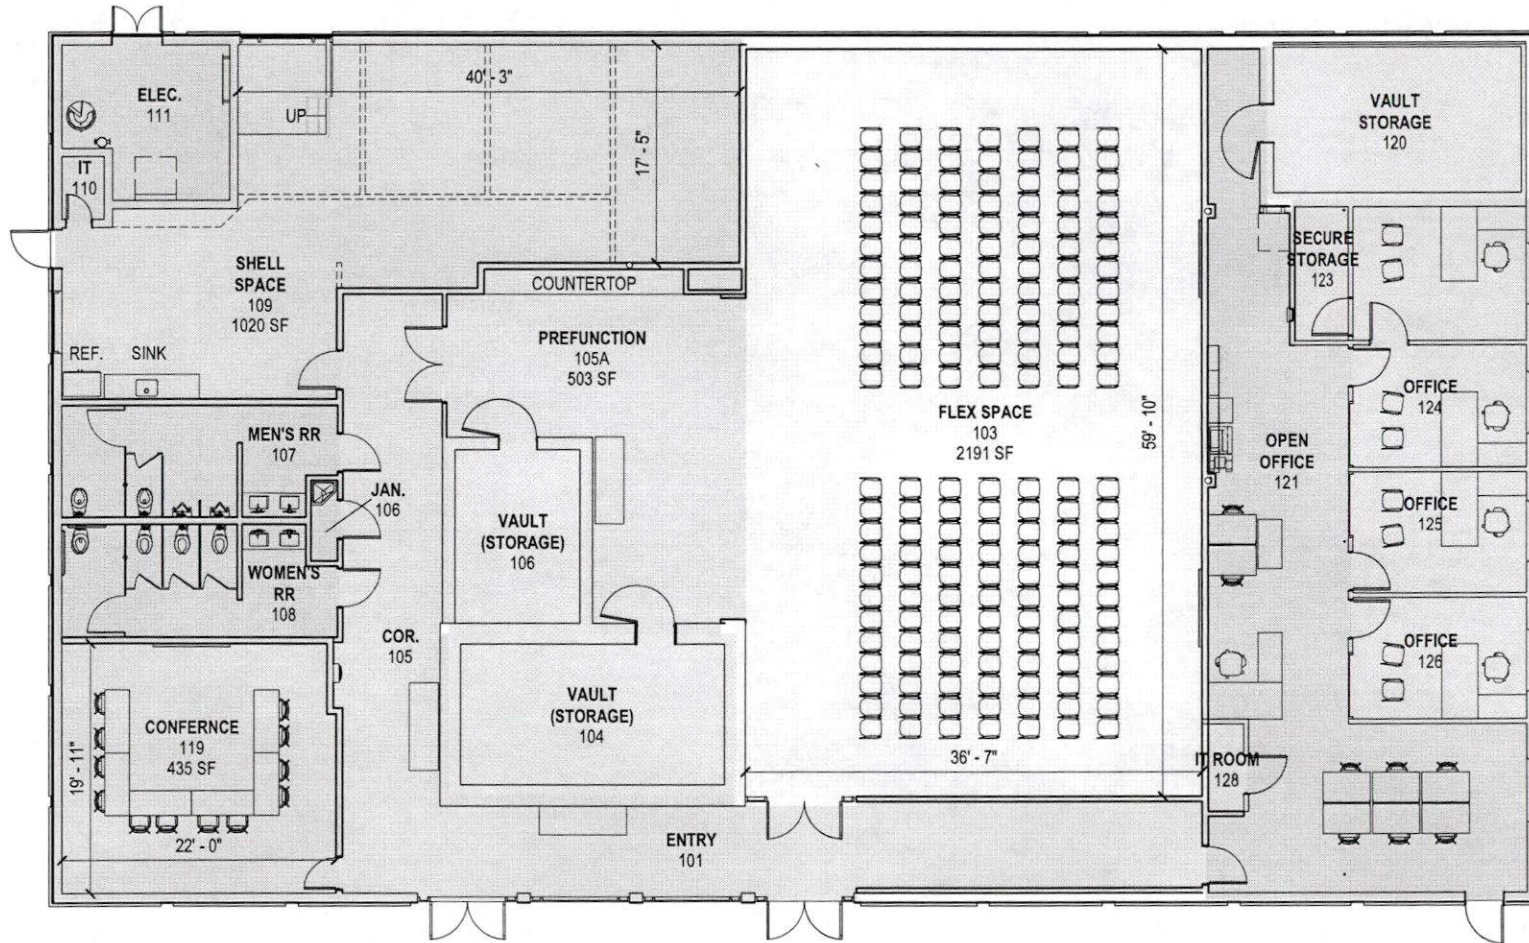 ELEC.
111
UP
40' - 3"
17' - 5"
IT
110
SHELL
SPACE
109
1020 SF
REF.
SINK
COUNTERTOP
PREFUNCTION
105A
503 SF
MEN'S RR
107
JAN.
106
WOMEN'S
RR
108
VAULT
(STORAGE)
106
COR.
105
VAULT
(STORAGE)
104
CONFERNCE
119
435 SF
19' - 11"
22' - 0"
ENTRY
101
FLEX SPACE
103
2191 SF
59' - 10"
36' - 7"
VAULT
STORAGE
120
SECURE
STORAGE
123
OFFICE
124
OPEN
OFFICE
121
OFFICE
125
OFFICE
126
IT ROOM
128